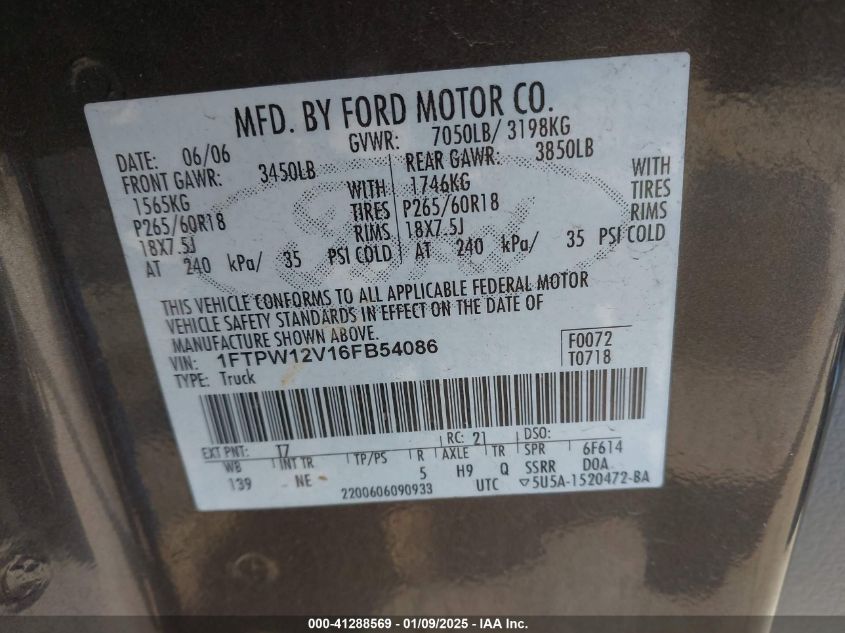 MFD. BY FORD MOTOR CO.
DATE: 06/06 GVWR: 7050LB/ 3198KG
FRONT GAWR: 3450LB REAR GAWR: 3850LB
1565KG WITH 1746KG WITH
P265/60R18 TIRES P265/60R18 TIRES
18X7.5J RIMS 18X7.5J RIMS
AT 240 kPa/ 35 PSI COLD AT 240 kPa/ 35 PSI COLD
THIS VEHICLE CONFORMS TO ALL APPLICABLE FEDERAL MOTOR
VEHICLE SAFETY STANDARDS IN EFFECT ON THE DATE OF
MANUFACTURE SHOWN ABOVE.
VIN: 1FTPW12V16FB54086 F0072
TYPE: Truck T0718
EXT PNT: T7 RC: 21 DSO:
WB INT TR TP/PS R AXLE TR SPR 6F614
139 NE 5 H9 Q SSRR DOA
2200606090933 UTC ▽5U5A-1520472-BA
Ford
000-41288569 - 01/09/2025 - IAA Inc.